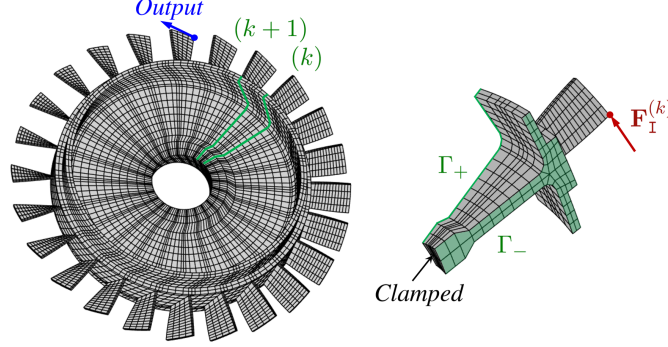 Output
(k+1)
(k)
F_I^(k)
Γ+
Γ−
Clamped